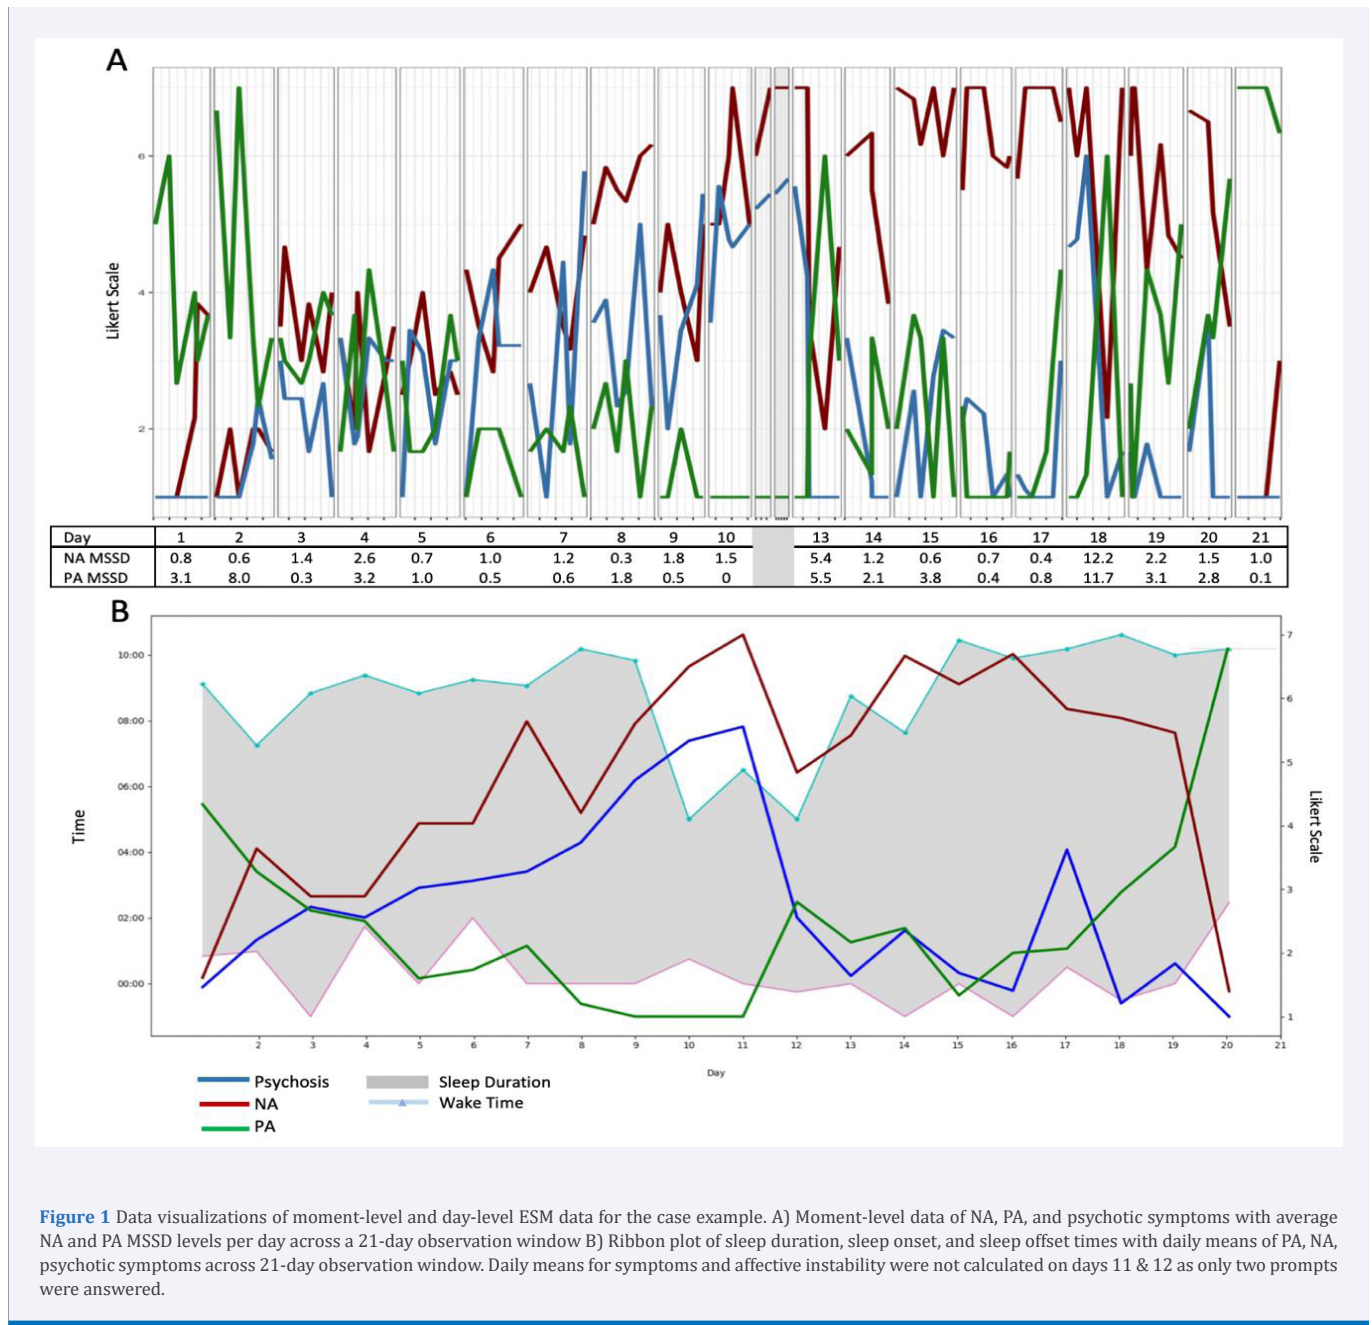 A
6
4
2
Likert Scale
Day 1 2 3 4 5 6 7 8 9 10 13 14 15 16 17 18 19 20 21
NA MSSD 0.8 0.6 1.4 2.6 0.7 1.0 1.2 0.3 1.8 1.5 5.4 1.2 0.6 0.7 0.4 12.2 2.2 1.5 1.0
PA MSSD 3.1 8.0 0.3 3.2 1.0 0.5 0.6 1.8 0.5 0 5.5 2.1 3.8 0.4 0.8 11.7 3.1 2.8 0.1
B
10:00
08:00
06:00
04:00
02:00
00:00
Time
7
6
5
4
3
2
1
Likert Scale
2 3 4 5 6 7 8 9 10 11 12 13 14 15 16 17 18 19 20 21
Day
Psychosis Sleep Duration
NA Wake Time
PA
Figure 1 Data visualizations of moment-level and day-level ESM data for the case example. A) Moment-level data of NA, PA, and psychotic symptoms with average
NA and PA MSSD levels per day across a 21-day observation window B) Ribbon plot of sleep duration, sleep onset, and sleep offset times with daily means of PA, NA,
psychotic symptoms across 21-day observation window. Daily means for symptoms and affective instability were not calculated on days 11 & 12 as only two prompts
were answered.